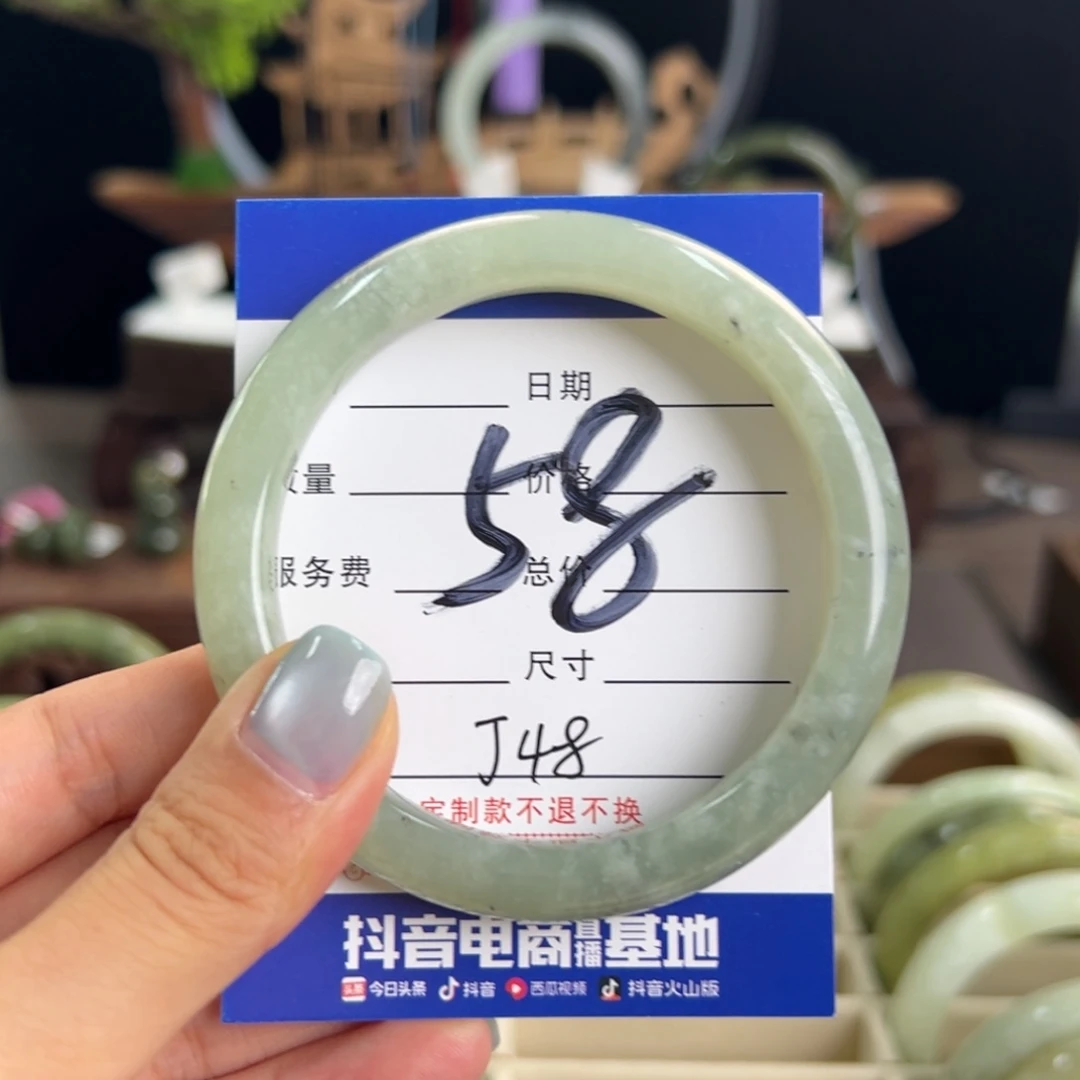 日期
量 价格
服务费 总价
58
尺寸
J48
定制款不退不换
抖音电商直播基地
头条 今日头条 抖音 西瓜视频 抖音火山版